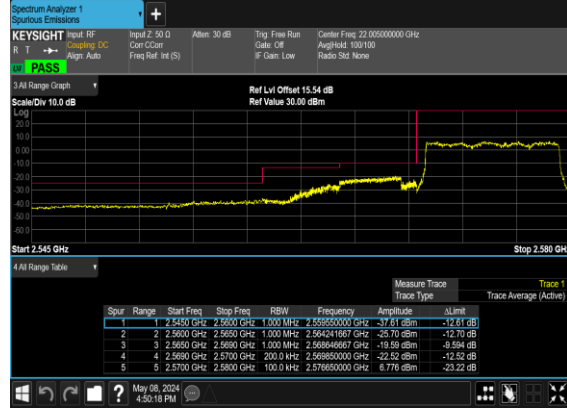 Spectrum Analyzer 1
Spurious Emissions
+
KEYSIGHT Input: RF Input Z: 50 Ω Atten: 30 dB Trig: Free Run Center Freq: 22.005000000 GHz
R T Coupling: DC Corr CCorr Gate: Off Avg|Hold: 100/100
Align: Auto Freq Ref: Int (S) IF Gain: Low Radio Std: None
LW PASS
3 All Range Graph
Ref Lvl Offset 15.54 dB
Scale/Div 10.0 dB Ref Value 30.00 dBm
Log
20.0
10.0
0.00
-10.0
-20.0
-30.0
-40.0
-50.0
-60.0
Start 2.545 GHz Stop 2.580 GHz
4 All Range Table
Measure Trace Trace 1
Trace Type Trace Average (Active)
Spur Range Start Freq Stop Freq RBW Frequency Amplitude ΔLimit
1 1 2.5450 GHz 2.5600 GHz 1.000 MHz 2.559550000 GHz -37.61 dBm -12.61 dB
2 2 2.5600 GHz 2.5650 GHz 1.000 MHz 2.564241667 GHz -25.70 dBm -12.70 dB
3 3 2.5650 GHz 2.5690 GHz 1.000 MHz 2.568646667 GHz -19.59 dBm -9.594 dB
4 4 2.5690 GHz 2.5700 GHz 200.0 kHz 2.569850000 GHz -22.52 dBm -12.52 dB
5 5 2.5700 GHz 2.5800 GHz 100.0 kHz 2.576650000 GHz 6.776 dBm -23.22 dB
? May 08, 2024
4:50:18 PM